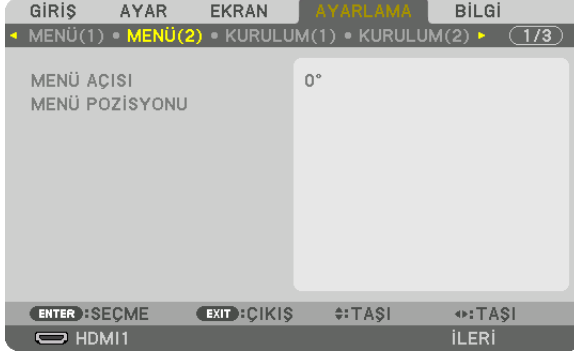 GİRİŞ AYAR EKRAN AYARLAMA BİLGİ
MENÜ(1) • MENÜ(2) • KURULUM(1) • KURULUM(2) 1/3
MENÜ AÇISI 0°
MENÜ POZİSYONU
ENTER :SEÇME EXIT :ÇIKIŞ :TAŞI :TAŞI
HDMI1 İLERİ